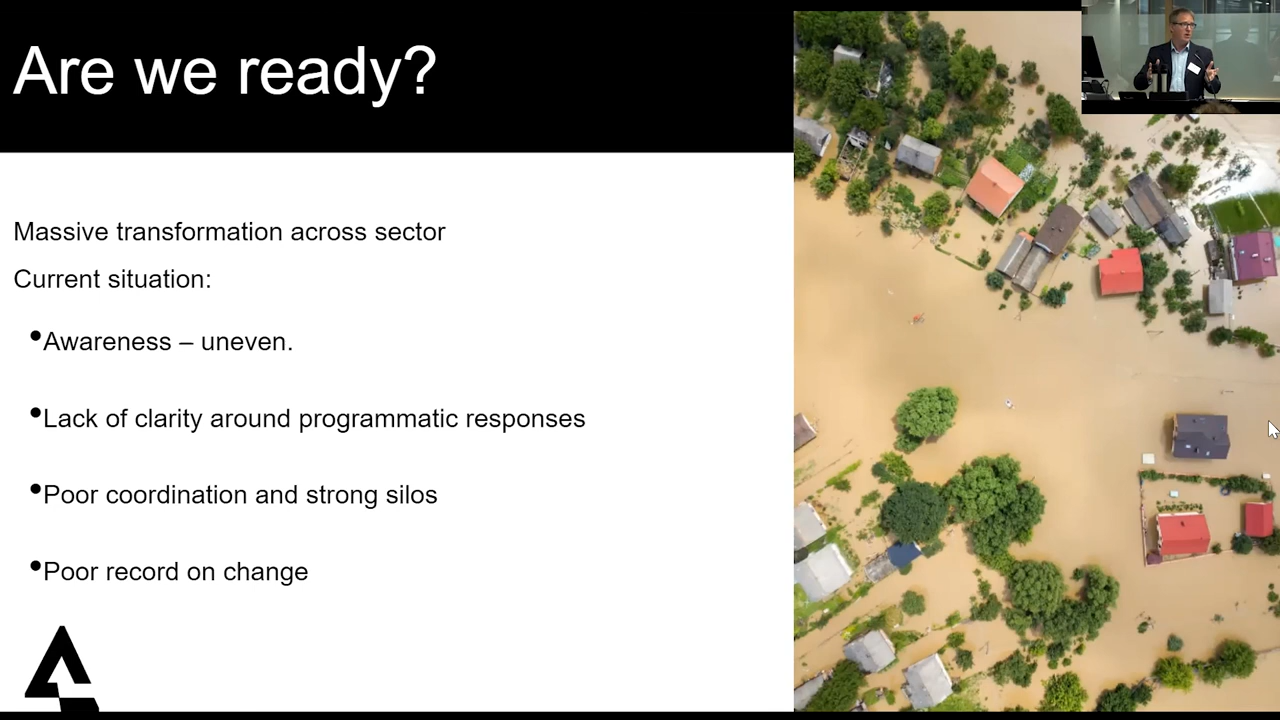 Are we ready?
Massive transformation across sector
Current situation:
•Awareness – uneven.
•Lack of clarity around programmatic responses
•Poor coordination and strong silos
•Poor record on change